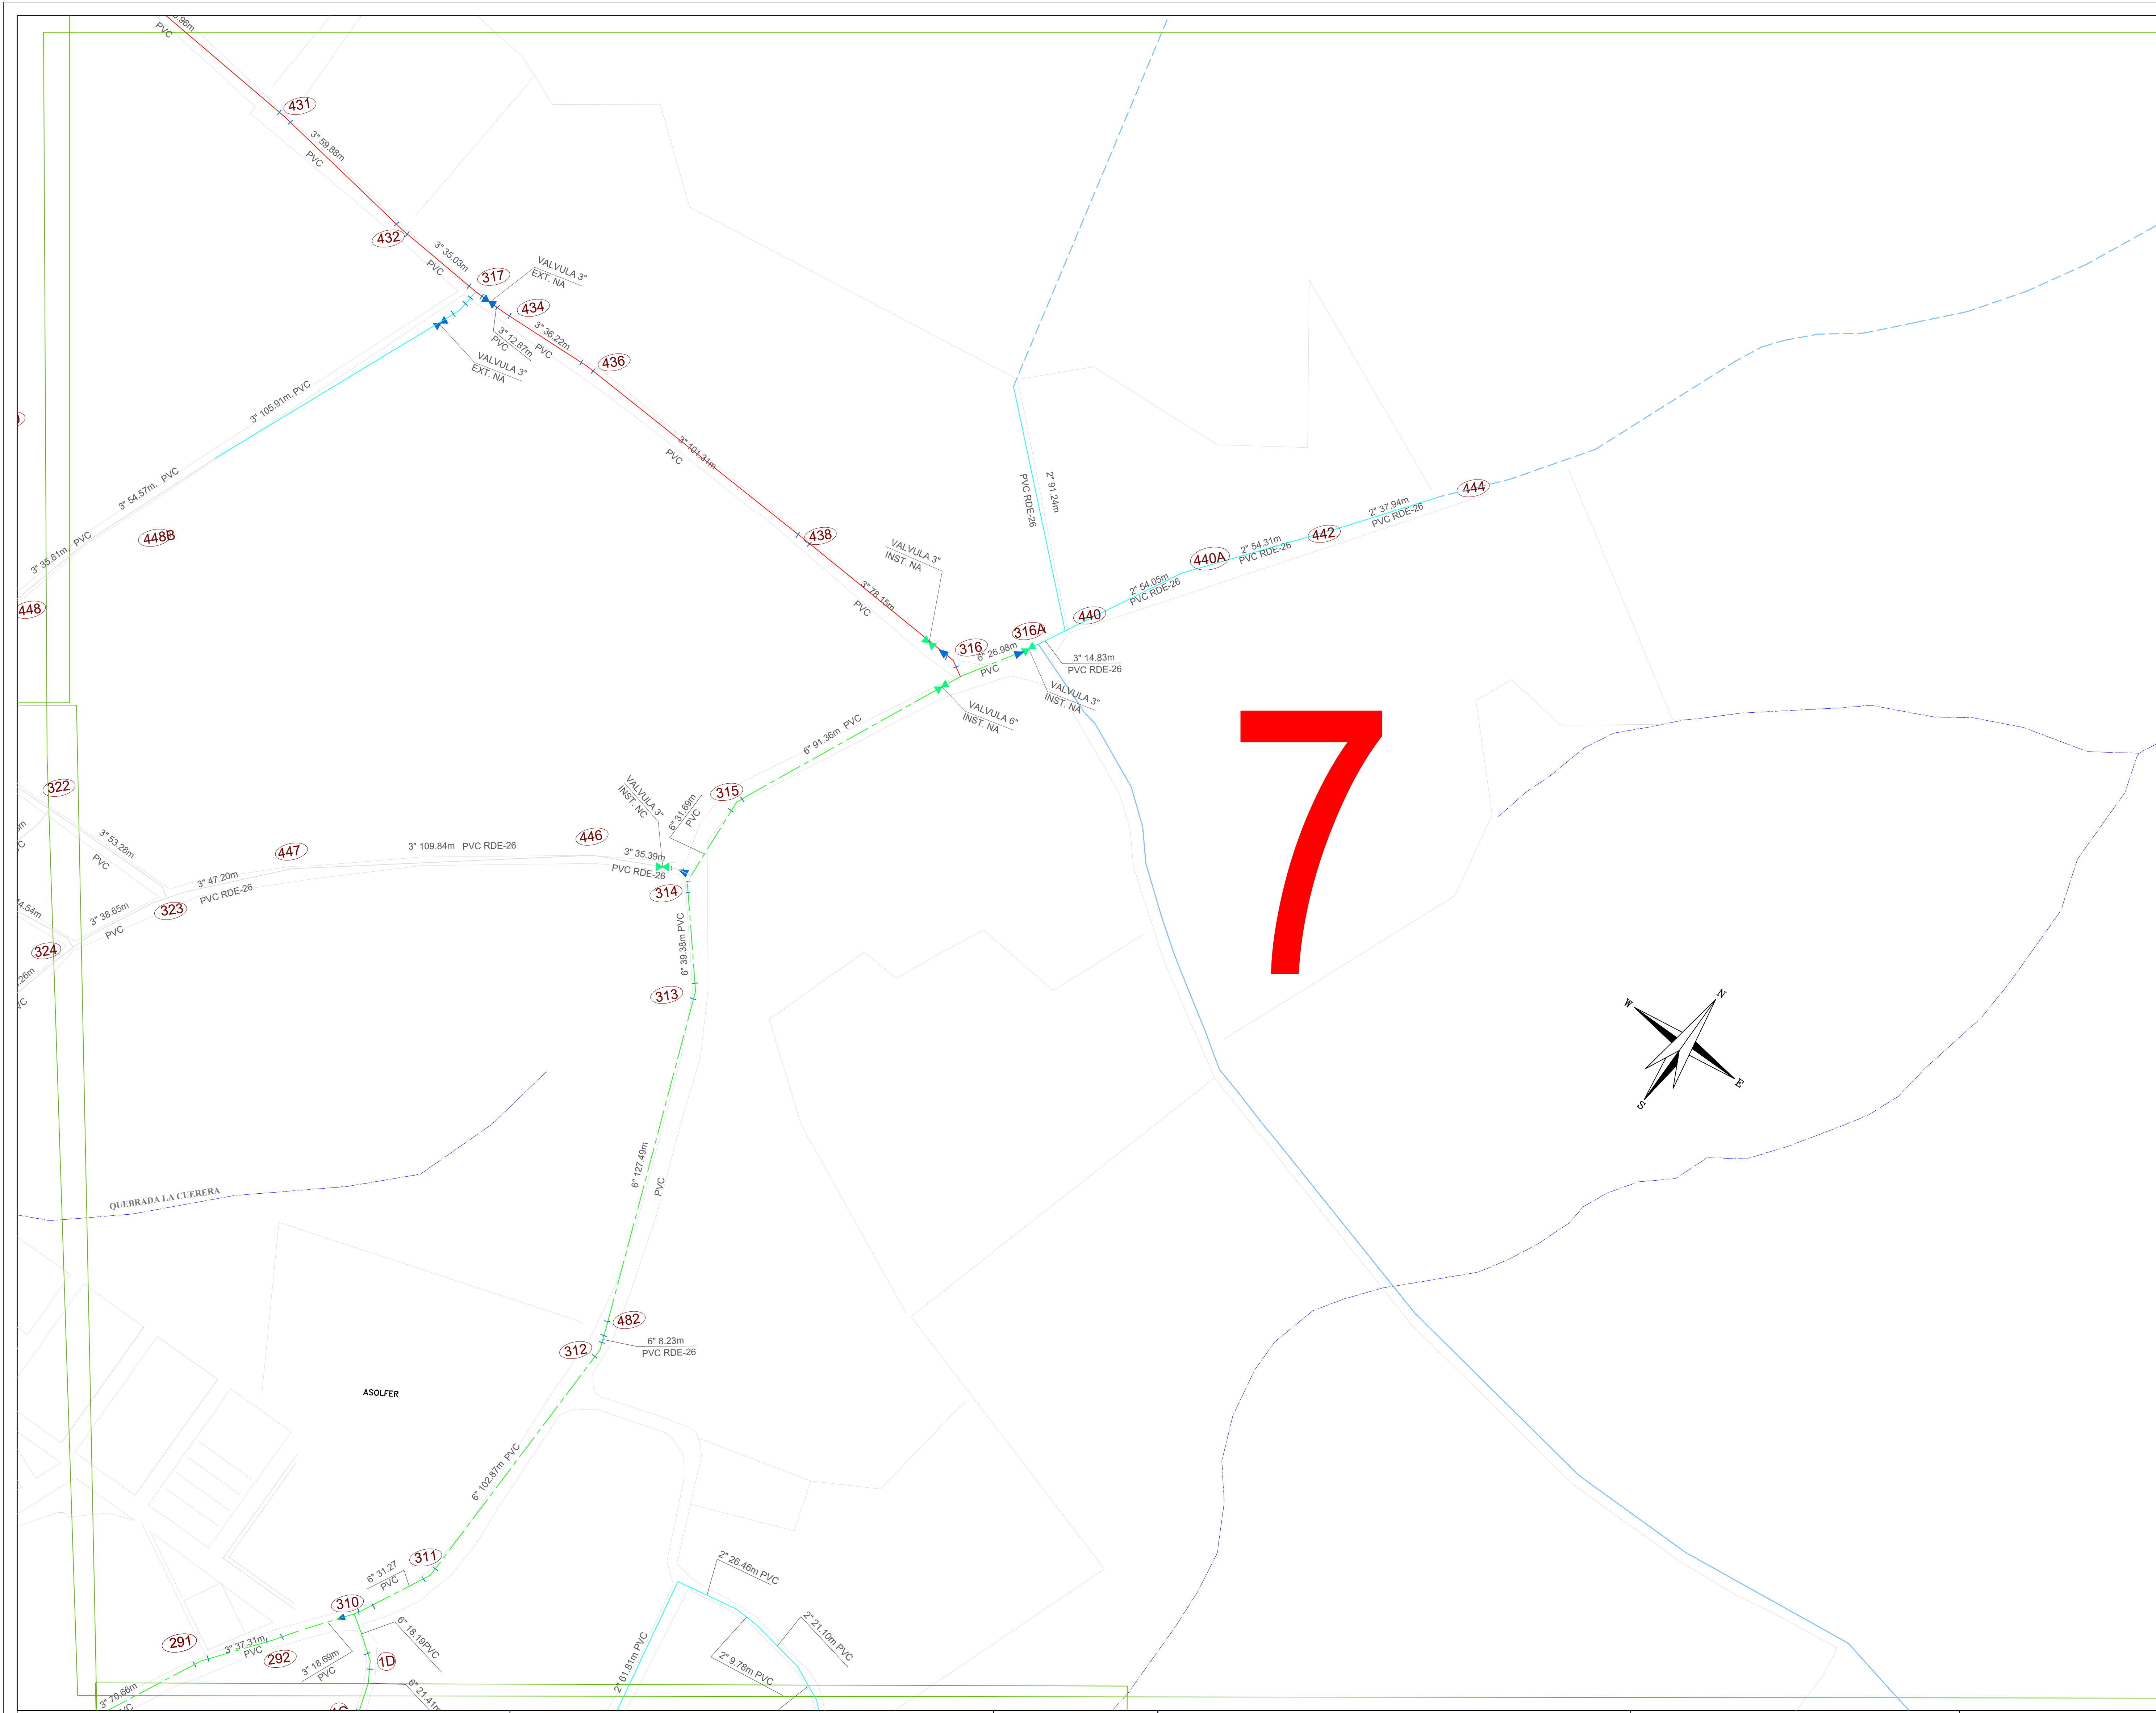 PVC
431
3" 59.88m
PVC
432
3" 35.03m
PVC
317
VALVULA 3"
EXT. NA
434
3" 12.87m
PVC
3" 36.22m
PVC
VALVULA 3"
EXT. NA
436
3" 105.91m, PVC
3" 101.31m
PVC
3" 54.57m, PVC
448B
3" 35.81m, PVC
448
438
VALVULA 3"
INST. NA
3" 78.15m
PVC
316
6" 26.98m
PVC
316A
440
3" 14.83m
PVC RDE-26
VALVULA 3"
INST. NA
VALVULA 6"
INST. NA
2" 91.24m
PVC RDE-26
2" 54.05m
PVC RDE-26
440A
2" 54.31m
PVC RDE-26
442
2" 37.94m
PVC RDE-26
444
7
6" 91.36m PVC
315
6" 31.69m
PVC
VALVULA 3"
INST. NC
446
3" 35.39m
PVC RDE-26
314
3" 109.84m PVC RDE-26
447
3" 47.20m
PVC RDE-26
322
3" 53.28m
PVC
323
3" 38.65m
PVC
324
6" 39.38m PVC
313
N
W
E
S
6" 127.49m
PVC
QUEBRADA LA CUERERA
482
6" 8.23m
PVC RDE-26
312
ASOLFER
6" 102.87m PVC
311
6" 31.27
PVC
310
6" 18.19PVC
291
3" 37.31m
PVC
292
3" 18.69m
PVC
1D
6" 21.41m
3" 70.66m
2" 61.81m PVC
2" 26.46m PVC
2" 21.10m PVC
2" 9.78m PVC